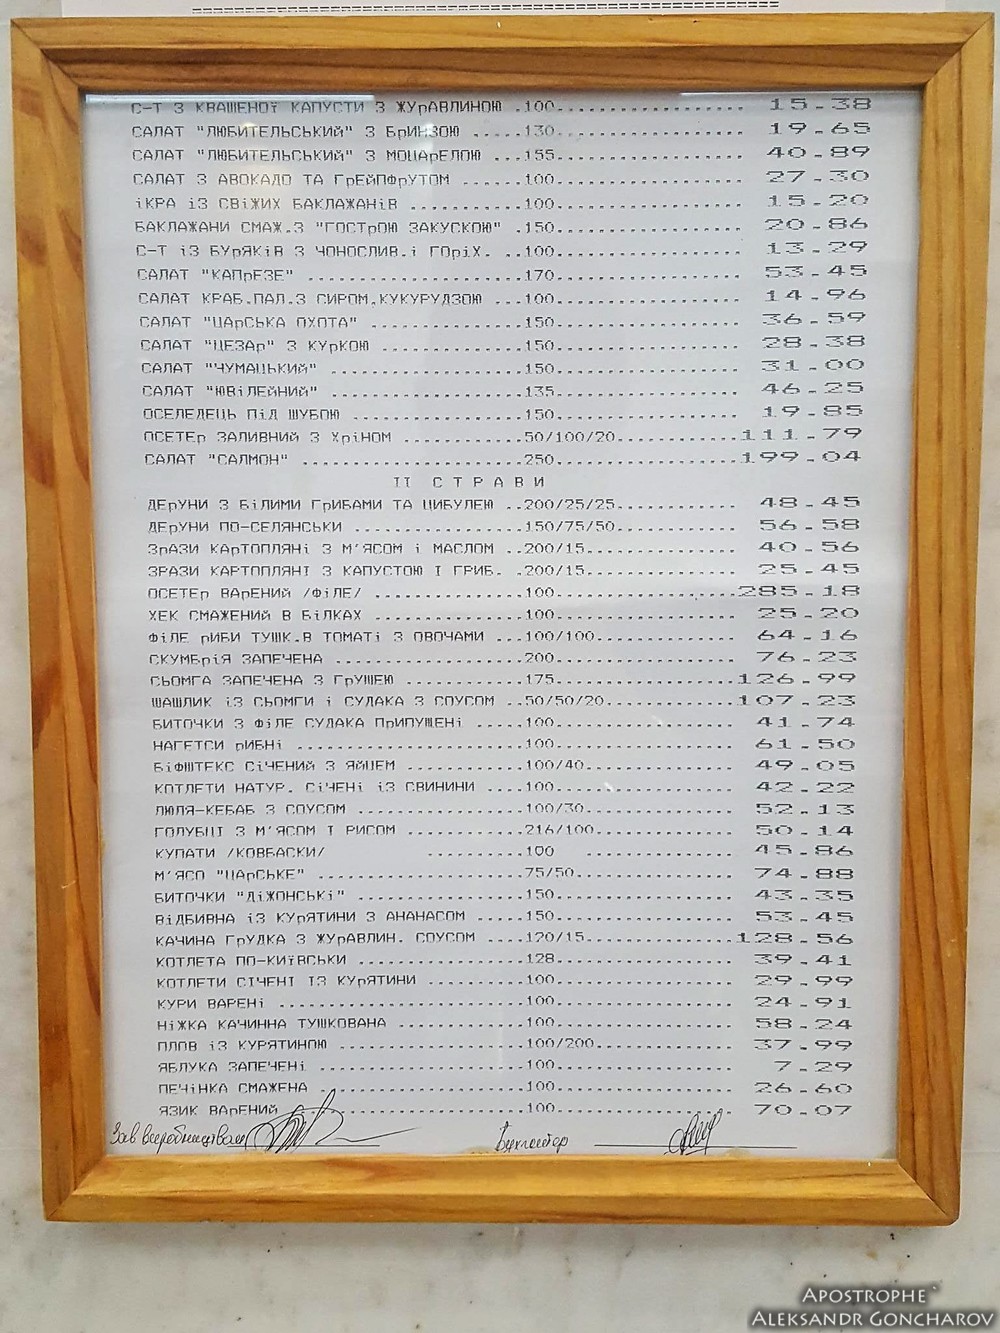 С-Т З КВАШЕНОї КАПУСТИ З ЖУрАВЛИНОЮ .100...................... 15.38
САЛАТ "ЛЮБИТЕЛЬСЬКИЙ" З БрИНЗОЮ .....130...................... 19.65
САЛАТ "ЛЮБИТЕЛЬСЬКИЙ" З МОЦАрЕЛОЮ ...155...................... 40.89
САЛАТ З АВОКАДО ТА ГрЕЙПФрУТОМ ......100...................... 27.30
іКРА іЗ СВіЖИХ БАКЛАЖАНіВ ...........100...................... 15.20
БАКЛАЖАНИ СМАЖ.З "ГОСТрОЮ ЗАКУСКОЮ" .150...................... 20.86
С-Т іЗ БУРЯКіВ З ЧОНОСЛИВ.і ГОріХ. ..100...................... 13.29
САЛАТ "КАПрЕЗЕ" .....................170...................... 53.45
САЛАТ КРАБ.ПАЛ.З СИРОМ,КУКУРУДЗОЮ ...100...................... 14.96
САЛАТ "ЦАрСЬКА ОХОТА" ...............150...................... 36.59
САЛАТ "ЦЕЗАр" З КУрКОЮ ..............150...................... 28.38
САЛАТ "ЧУМАЦЬКИЙ" ...................150...................... 31.00
САЛАТ "ЮВіЛЕЙНИЙ" ...................135...................... 46.25
ОСЕЛЕДЕЦЬ ПіД ШУБОЮ .................150...................... 19.85
ОСЕТЕр ЗАЛИВНИЙ З ХріНОМ ............50/100/20...............111.79
САЛАТ "САЛМОН" ......................250.....................199.04
ІІ СТРАВИ
ДЕрУНИ З БіЛИМИ ГрИБАМИ ТА ЦИБУЛЕЮ ..200/25/25................ 48.45
ДЕрУНИ ПО-СЕЛЯНСЬКИ .................150/75/50................ 56.58
ЗрАЗИ КАрТОПЛЯНі З М'ЯСОМ і МАСЛОМ ..200/15................... 40.56
ЗРАЗИ КАРТОПЛЯНІ З КАПУСТОЮ І ГРИБ. .200/15................... 25.45
ОСЕТЕр ВАрЕНИЙ /ФіЛЕ/ ...............100.....................285.18
ХЕК СМАЖЕНИЙ В БіЛКАХ ...............100...................... 25.20
ФіЛЕ рИБИ ТУШК.В ТОМАТі З ОВОЧАМИ ...100/100.................. 64.16
СКУМБрІЯ ЗАПЕЧЕНА ...................200...................... 76.23
СЬОМГА ЗАПЕЧЕНА З ГрУШЕЮ ............175.....................126.99
ШАШЛИК іЗ СЬОМГИ і СУДАКА З СОУСОМ ..50/50/20................107.23
БИТОЧКИ З ФіЛЕ СУДАКА ПрИПУЩЕНі .....100...................... 41.74
НАГЕТСИ рИБНі .......................100...................... 61.50
БіФШТЕКС СіЧЕНИЙ З ЯЙЦЕМ ............100/40................... 49.05
КОТЛЕТИ НАТУР. СіЧЕНі іЗ СВИНИНИ ....100...................... 42.22
ЛЮЛЯ-КЕБАБ З СОУСОМ .................100/30................... 52.13
ГОЛУБЦІ З М'ЯСОМ І РИСОМ ............216/100.................. 50.14
КУПАТИ /КОВБАСКИ/ ..........100 .................. 45.86
М'ЯСО "ЦАрСЬКЕ" .....................75/50.................... 74.88
БИТОЧКИ "ДіЖОНСЬКі" .................150...................... 43.35
ВіДБИВНА іЗ КУрЯТИНИ З АНАНАСОМ .....150...................... 53.45
КАЧИНА ГрУДКА З ЖУрАВЛИН. СОУСОМ ....120/15..................128.56
КОТЛЕТА ПО-КИЇВСЬКИ .................128...................... 39.41
КОТЛЕТИ СІЧЕНІ ІЗ КУрЯТИНИ ..........100...................... 29.99
КУРИ ВАРЕНі .........................100...................... 24.91
НіЖКА КАЧИННА ТУШКОВАНА .............100...................... 58.24
ПЛОВ іЗ КУРЯТИНОЮ ...................100/200.................. 37.99
ЯБЛУКА ЗАПЕЧЕНі .....................100...................... 7.29
ПЕЧіНКА СМАЖЕНА .....................100...................... 26.60
ЯЗИК ВАрЕНИЙ ........................100...................... 70.07
Зав виробництвом Бухгалтер
Apostrophe`
Aleksandr Goncharov